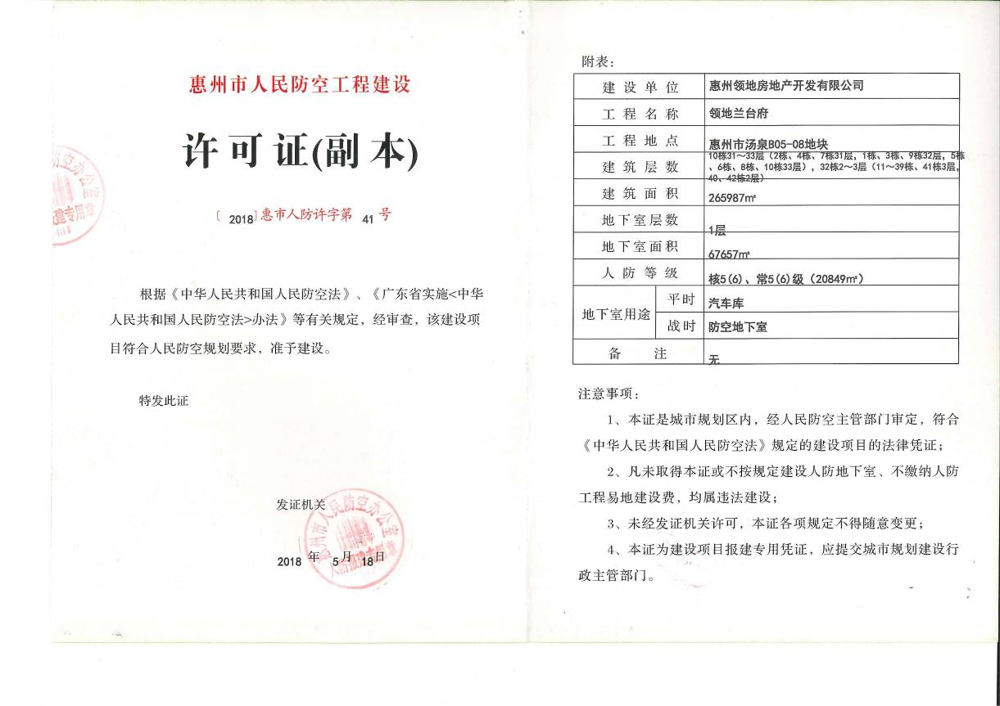 惠州市人民防空工程建设
许可证(副本)
〔2018〕惠市人防许字第 41 号
根据《中华人民共和国人民防空法》、《广东省实施<中华
人民共和国人民防空法>办法》等有关规定，经审查，该建设项
目符合人民防空规划要求，准予建设。
特发此证
发证机关
惠州市人民防空办公室
人防报建专用章
2018 年 5 月 18 日
附表：
建设单位 惠州领地房地产开发有限公司
工程名称 领地兰台府
工程地点 惠州市汤泉B05-08地块
建筑层数 10栋31～33层（2栋、4栋、7栋31层，1栋、3栋、9栋32层，5栋
、6栋、8栋、10栋33层），32栋2～3层（11～39栋、41栋3层，
40、42栋2层）
建筑面积 265987㎡
地下室层数 1层
地下室面积 67657㎡
人防等级 核5(6)、常5(6)级（20849㎡）
地下室用途 平时 汽车库
战时 防空地下室
备注 无
注意事项：
1、本证是城市规划区内，经人民防空主管部门审定，符合
《中华人民共和国人民防空法》规定的建设项目的法律凭证；
2、凡未取得本证或不按规定建设人防地下室、不缴纳人防
工程易地建设费，均属违法建设；
3、未经发证机关许可，本证各项规定不得随意变更；
4、本证为建设项目报建专用凭证，应提交城市规划建设行
政主管部门。